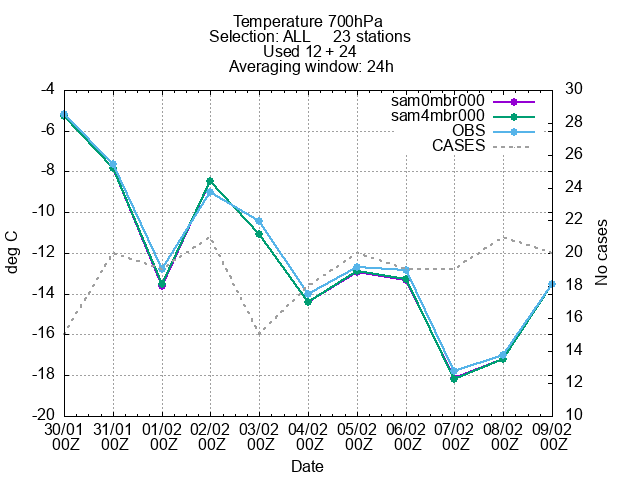 Temperature 700hPa
Selection: ALL 23 stations
Used 12 + 24
Averaging window: 24h
sam0mbr000
sam4mbr000
OBS
CASES
-4
-6
-8
-10
-12
-14
-16
-18
-20
deg C
30
28
26
24
22
20
18
16
14
12
10
No cases
30/01 31/01 01/02 02/02 03/02 04/02 05/02 06/02 07/02 08/02 09/02
00Z 00Z 00Z 00Z 00Z 00Z 00Z 00Z 00Z 00Z 00Z
Date